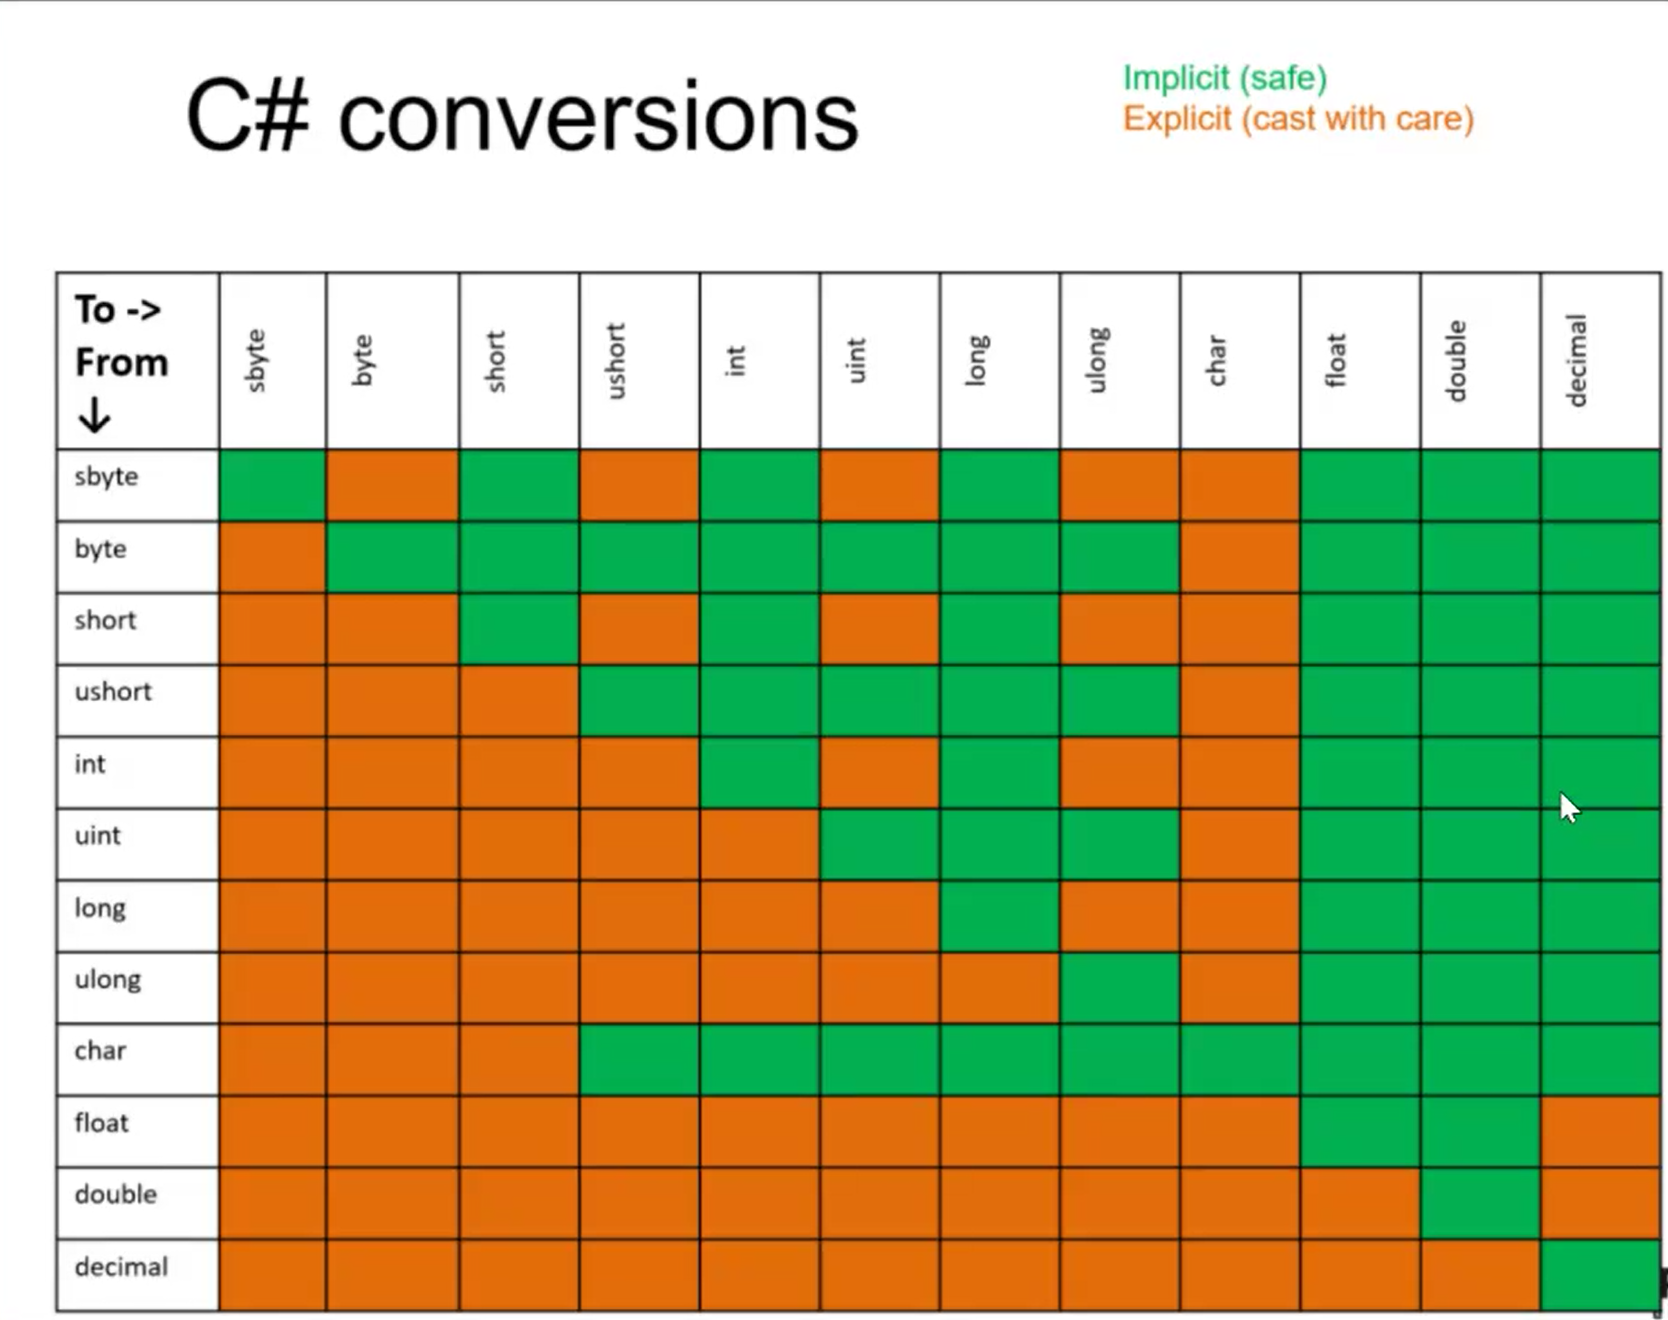 C# conversions
Implicit (safe)
Explicit (cast with care)
To ->
From
↓
sbyte
byte
short
ushort
int
uint
long
ulong
char
float
double
decimal
sbyte
byte
short
ushort
int
uint
long
ulong
char
float
double
decimal